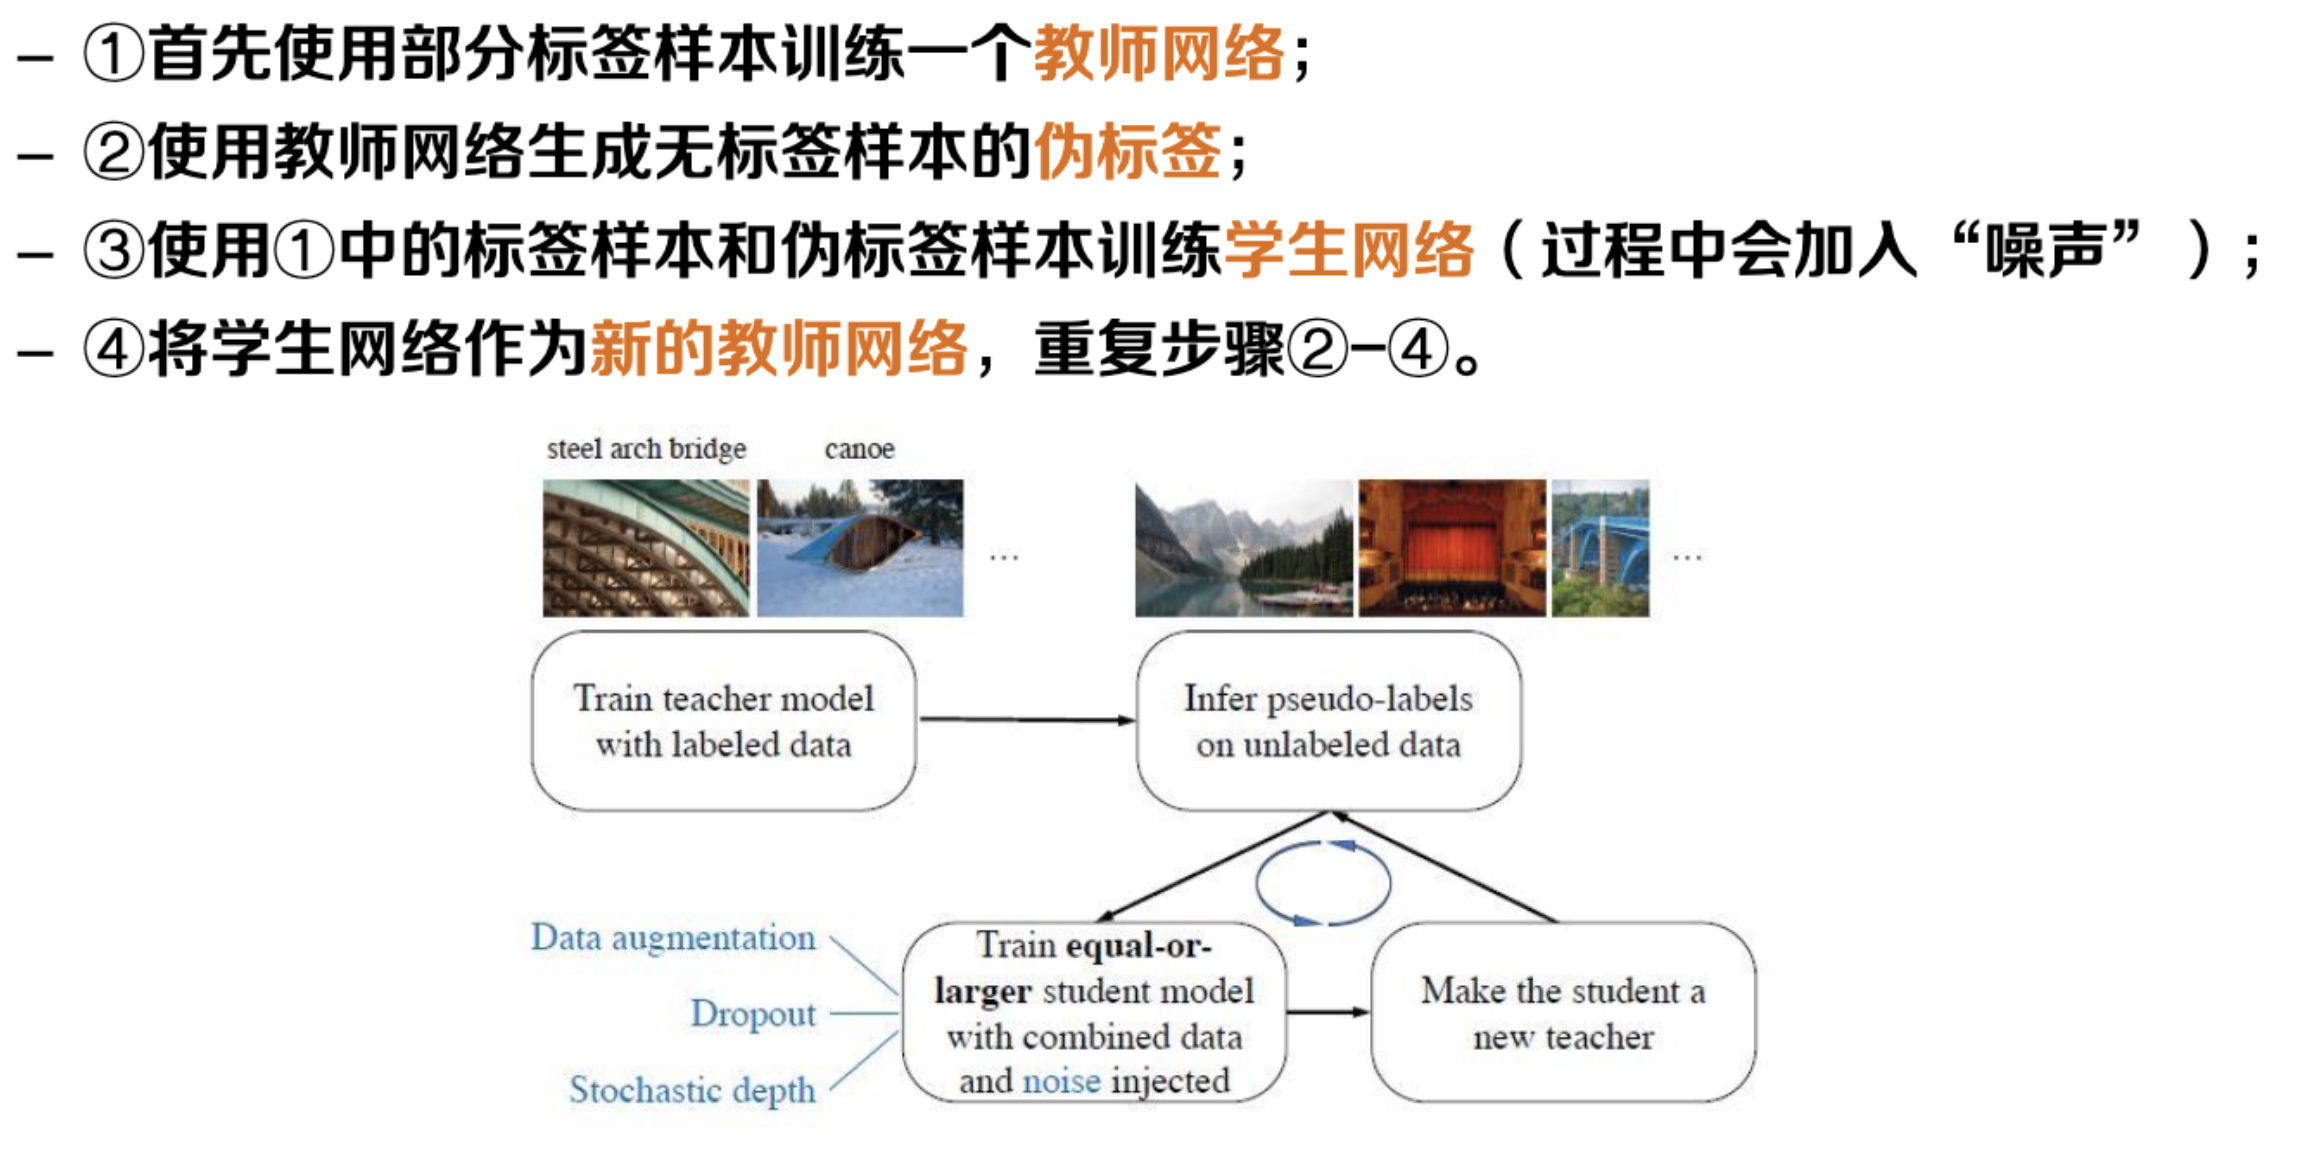 – ①首先使用部分标签样本训练一个教师网络；
– ②使用教师网络生成无标签样本的伪标签；
– ③使用①中的标签样本和伪标签样本训练学生网络（过程中会加入“噪声”）；
– ④将学生网络作为新的教师网络，重复步骤②–④。
steel arch bridge
canoe
...
...
Train teacher model
with labeled data
Infer pseudo-labels
on unlabeled data
Data augmentation
Dropout
Stochastic depth
Train equal-or-
larger student model
with combined data
and noise injected
Make the student a
new teacher